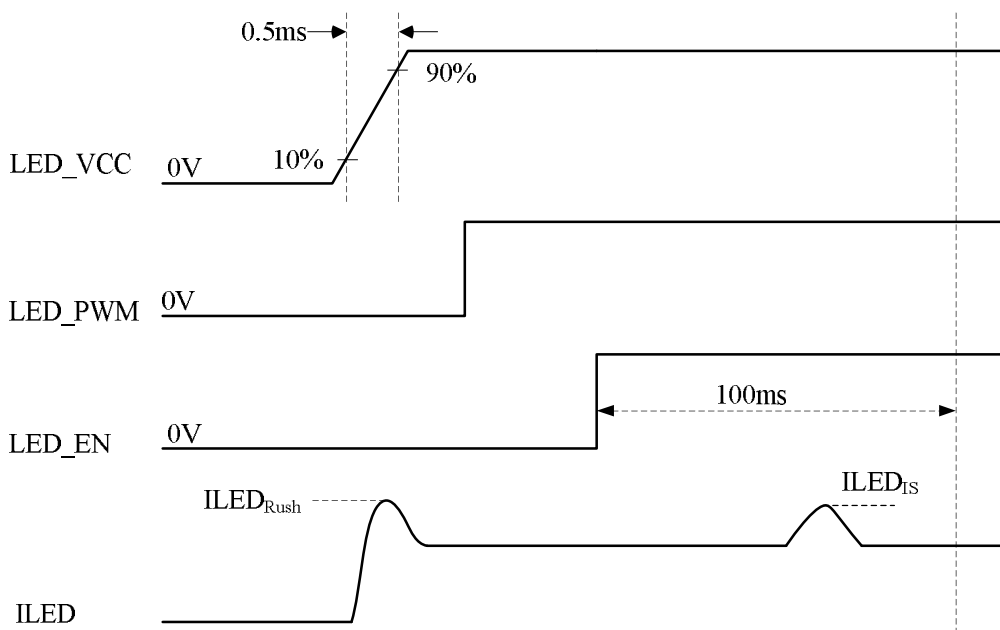 0.5ms
90%
10%
LED_VCC
0V
LED_PWM
0V
100ms
LED_EN
0V
ILEDRush
ILEDIS
ILED